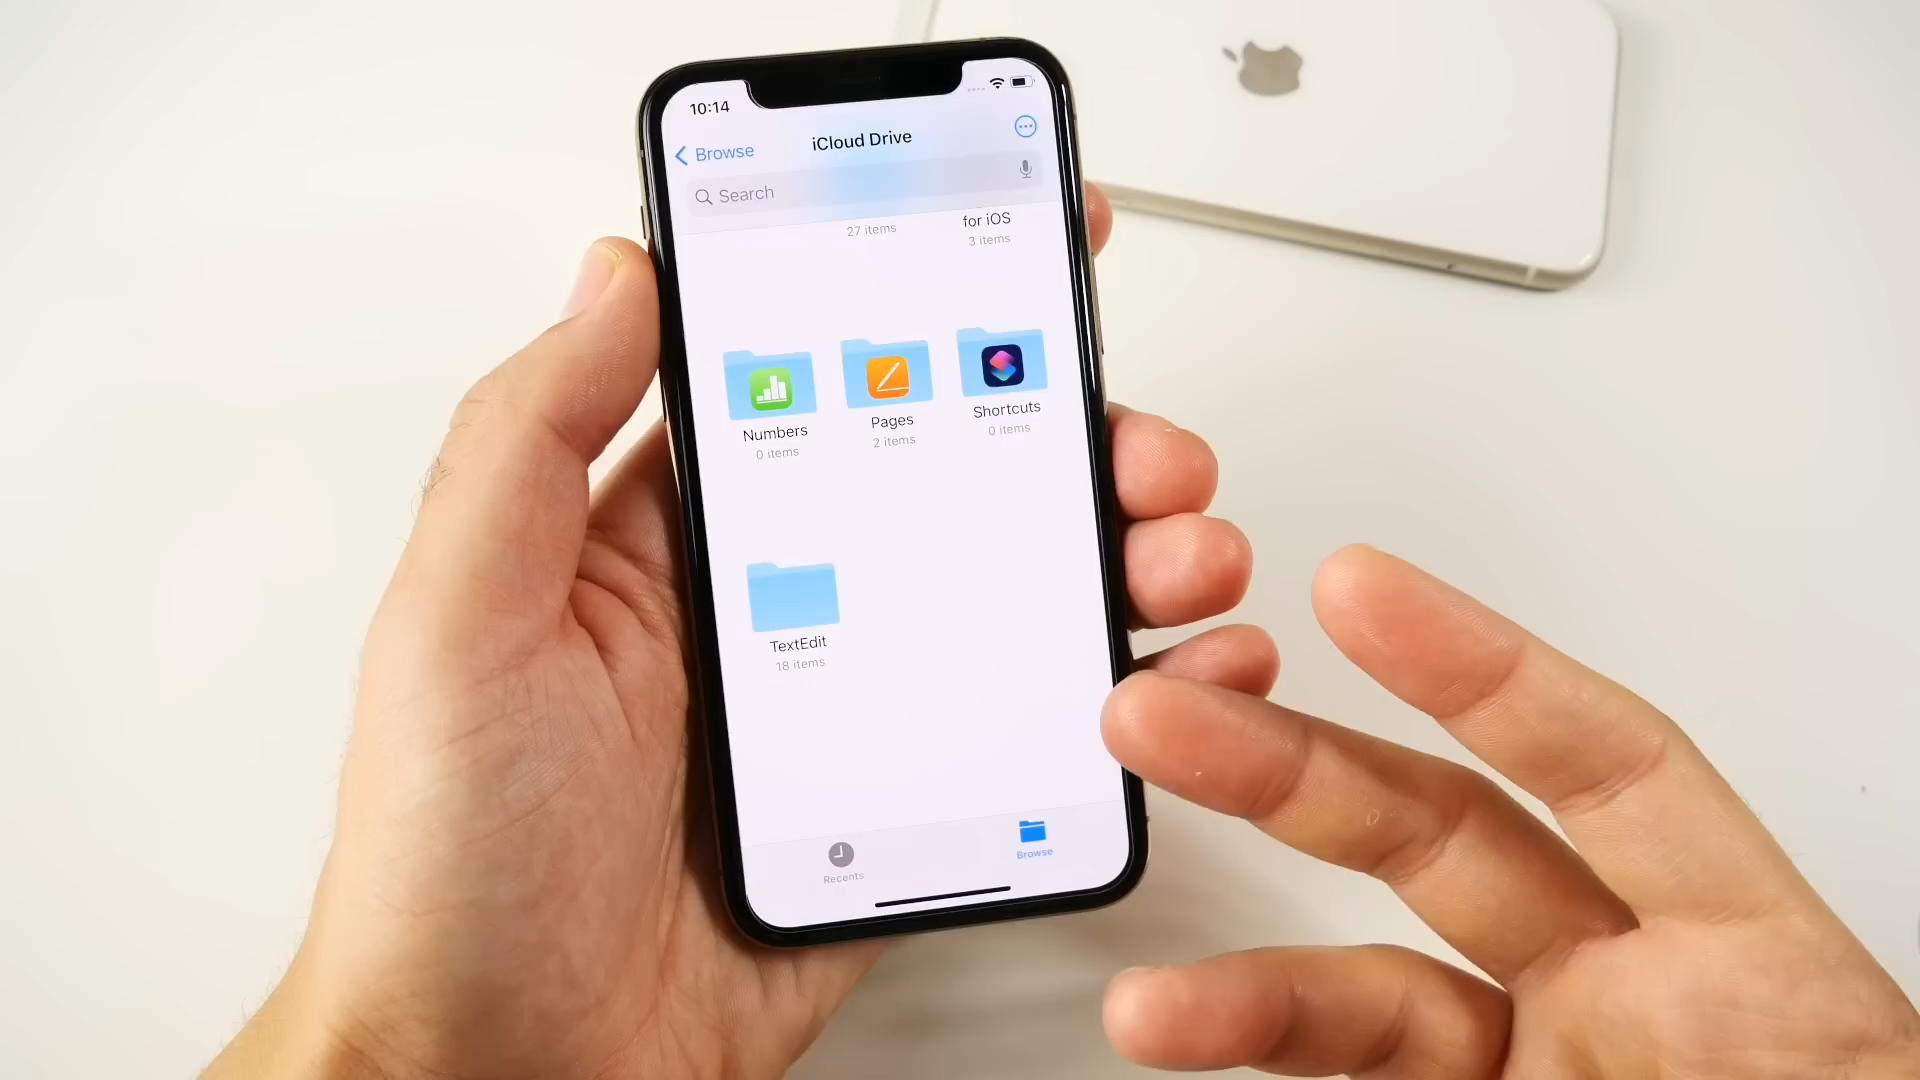 10:14
Browse
iCloud Drive
Search
27 items
for iOS
3 items
Numbers
0 items
Pages
2 items
Shortcuts
0 items
TextEdit
18 items
Recents
Browse